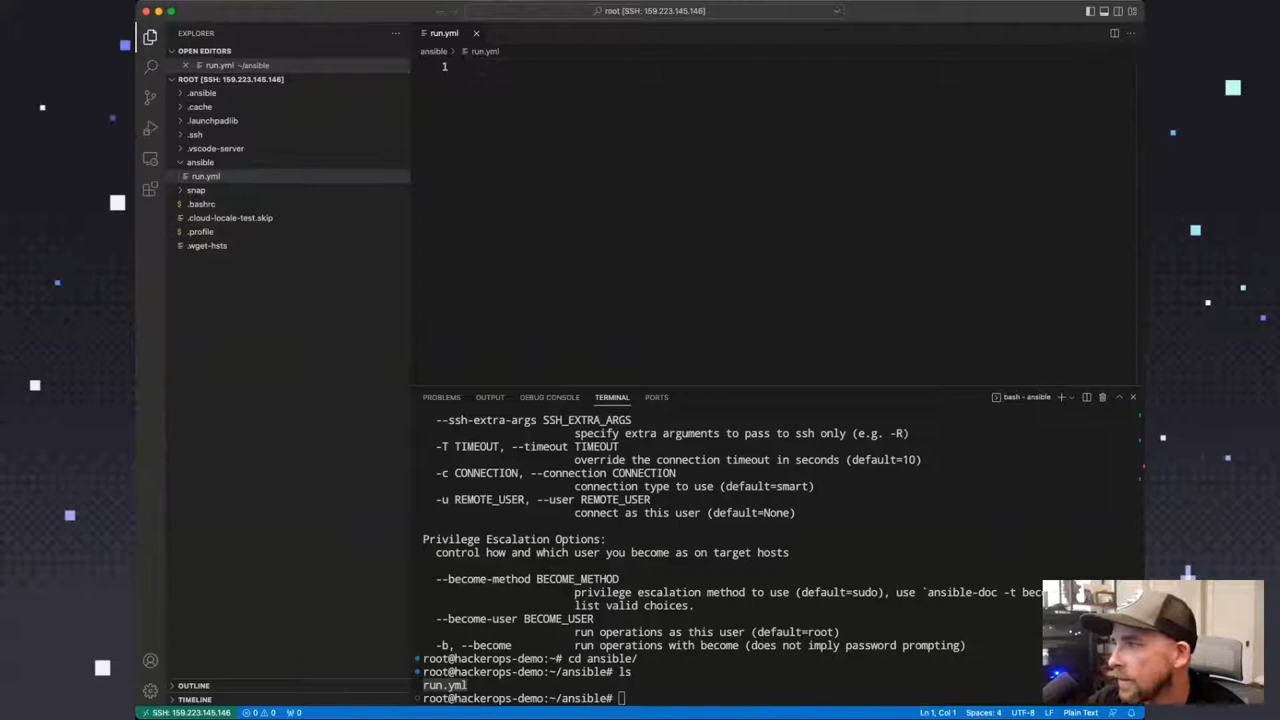 root [SSH: 159.223.145.146]
EXPLORER
OPEN EDITORS
run.yml ~/ansible
ROOT [SSH: 159.223.145.146]
.ansible
.cache
.launchpadlib
.ssh
.vscode-server
ansible
run.yml
snap
$ .bashrc
.cloud-locale-test.skip
$ .profile
.wget-hsts
OUTLINE
TIMELINE
run.yml
ansible > run.yml
1
PROBLEMS OUTPUT DEBUG CONSOLE TERMINAL PORTS
bash - ansible
--ssh-extra-args SSH_EXTRA_ARGS
specify extra arguments to pass to ssh only (e.g. -R)
-T TIMEOUT, --timeout TIMEOUT
override the connection timeout in seconds (default=10)
-c CONNECTION, --connection CONNECTION
connection type to use (default=smart)
-u REMOTE_USER, --user REMOTE_USER
connect as this user (default=None)
Privilege Escalation Options:
control how and which user you become as on target hosts
--become-method BECOME_METHOD
privilege escalation method to use (default=sudo), use `ansible-doc -t beco
list valid choices.
--become-user BECOME_USER
run operations as this user (default=root)
-b, --become run operations with become (does not imply password prompting)
root@hackerops-demo:~# cd ansible/
root@hackerops-demo:~/ansible# ls
run.yml
root@hackerops-demo:~/ansible#
SSH: 159.223.145.146 0 0 0 Ln 1, Col 1 Spaces: 4 UTF-8 LF Plain Text